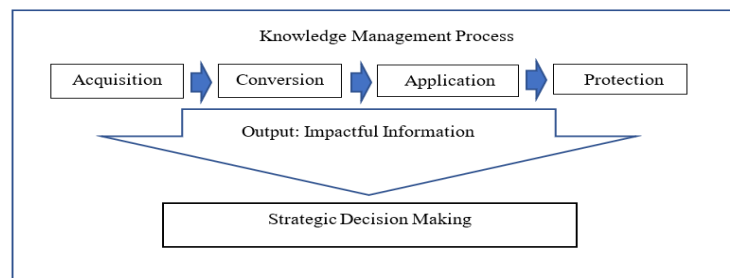 Knowledge Management Process
Acquisition
Conversion
Application
Protection
Output: Impactful Information
Strategic Decision Making